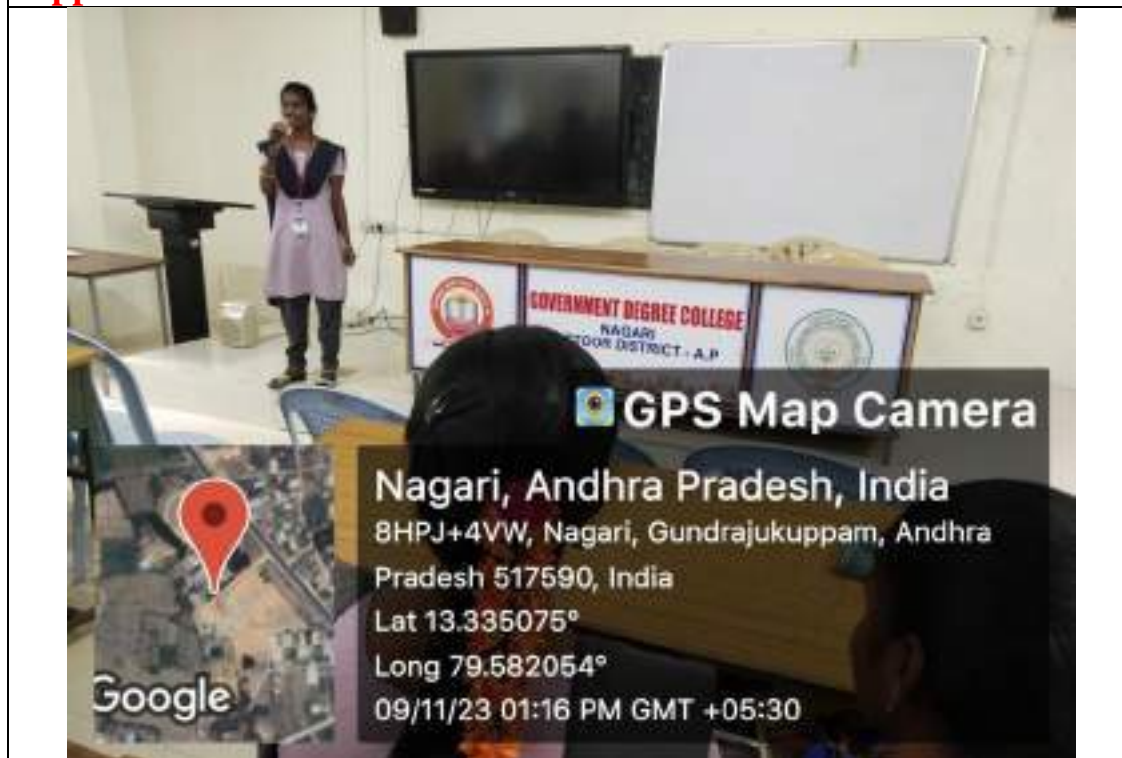 GOVERNMENT DEGREE COLLEGE
NAGARI
DISTRICT - A.P
GPS Map Camera
Nagari, Andhra Pradesh, India
8HPJ+4VW, Nagari, Gundrajukuppam, Andhra
Pradesh 517590, India
Lat 13.335075°
Long 79.582054°
09/11/23 01:16 PM GMT +05:30
Google